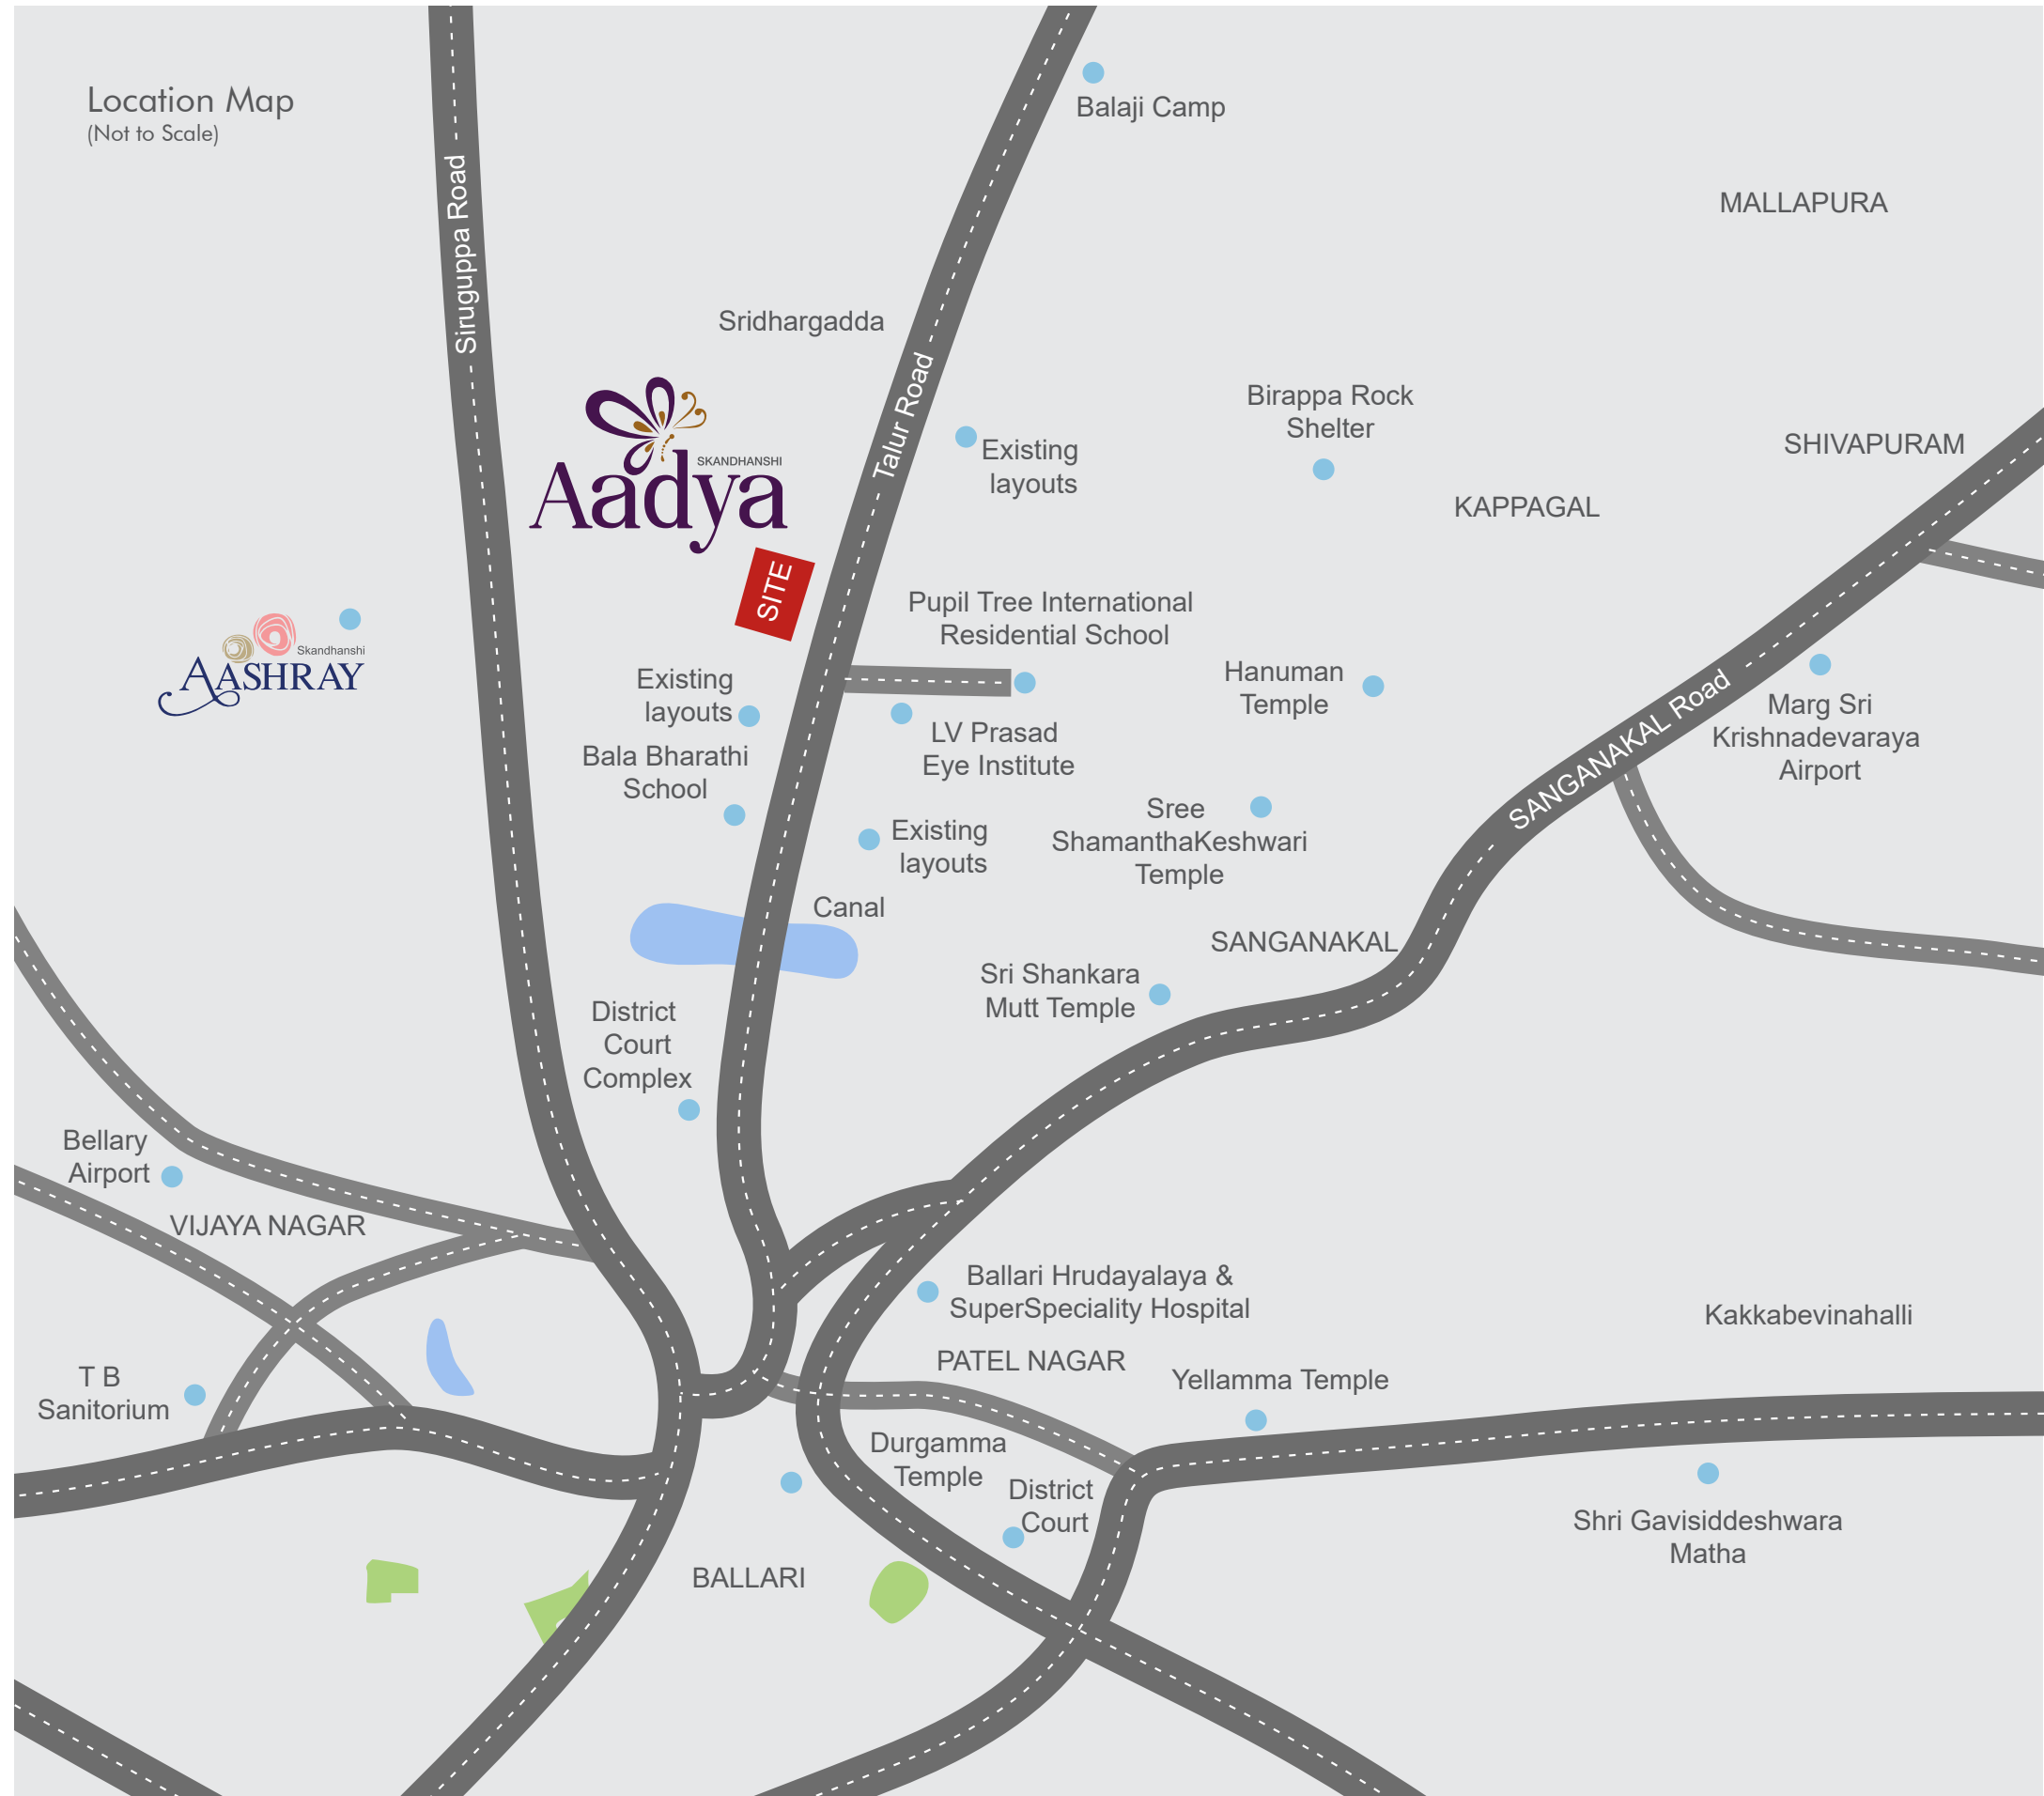 Location Map
(Not to Scale)
Siruguppa Road
Balaji Camp
MALLAPURA
Sridhargadda
Talur Road
SKANDHANSHI
Aadya
SITE
Existing
layouts
Birappa Rock
Shelter
SHIVAPURAM
KAPPAGAL
Pupil Tree International
Residential School
Skandhanshi
AASHRAY
Existing
layouts
Hanuman
Temple
SANGANAKAL Road
Marg Sri
Krishnadevaraya
Airport
LV Prasad
Eye Institute
Bala Bharathi
School
Existing
layouts
Sree
ShamanthaKeshwari
Temple
Canal
SANGANAKAL
Sri Shankara
Mutt Temple
District
Court
Complex
Bellary
Airport
VIJAYA NAGAR
Ballari Hrudayalaya &
SuperSpeciality Hospital
Kakkabevinahalli
PATEL NAGAR
Yellamma Temple
T B
Sanitorium
Durgamma
Temple
District
Court
Shri Gavisiddeshwara
Matha
BALLARI